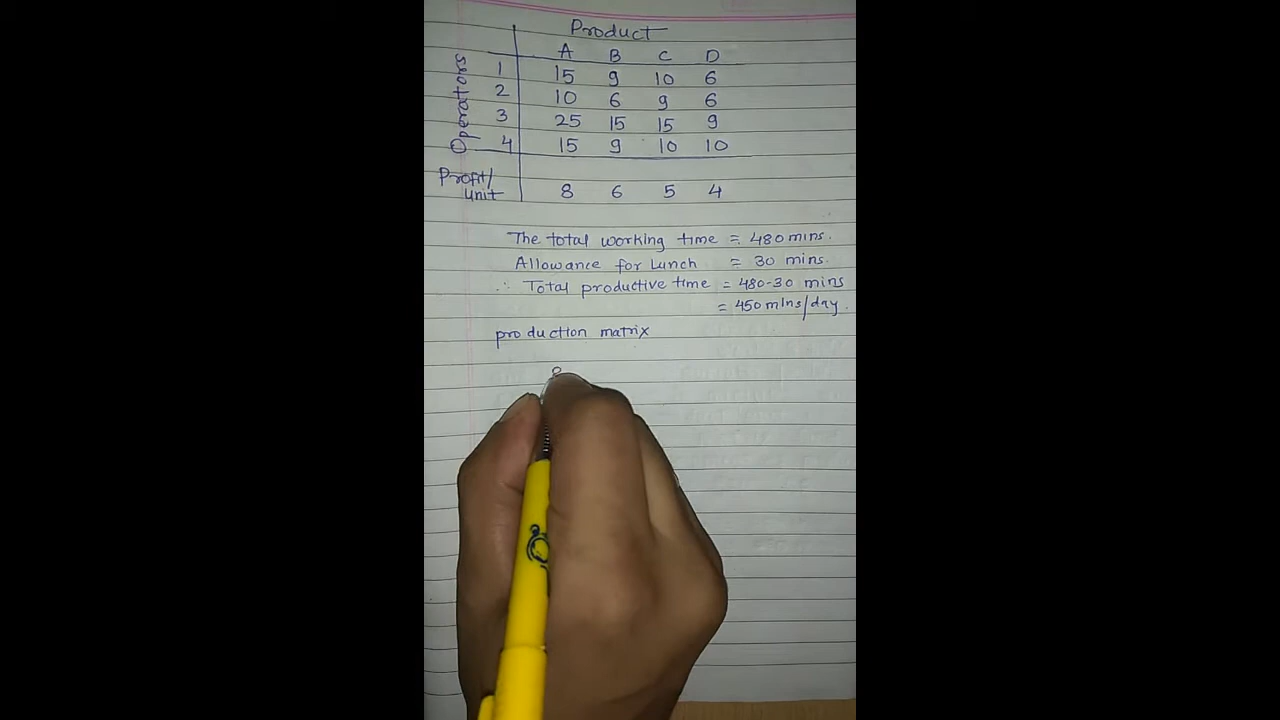 Product
A B C D
Operators
1 15 9 10 6
2 10 6 9 6
3 25 15 15 9
4 15 9 10 10
Profit/
unit 8 6 5 4
The total working time = 480 mins.
Allowance for Lunch = 30 mins.
∴ Total productive time = 480-30 mins
= 450 mins/day.
production matrix